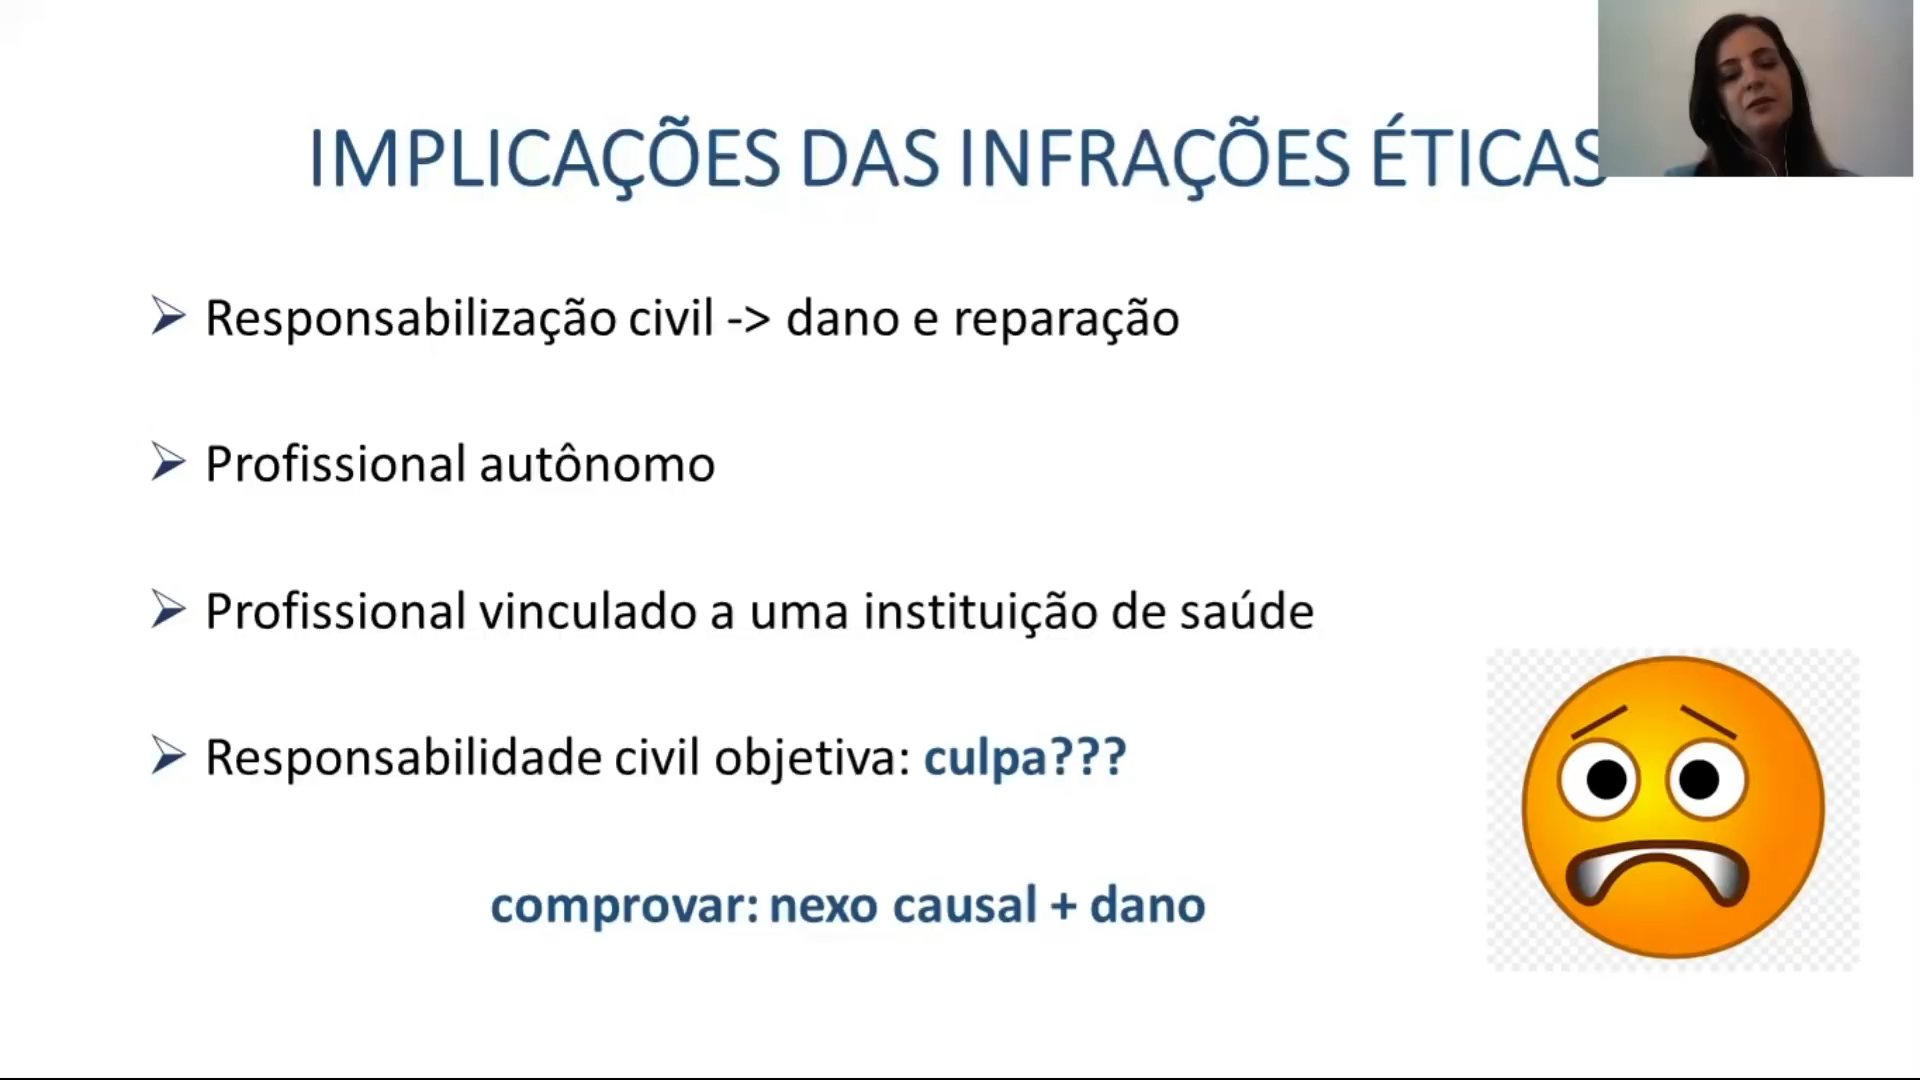 IMPLICAÇÕES DAS INFRAÇÕES ÉTICAS
Responsabilização civil -> dano e reparação
Profissional autônomo
Profissional vinculado a uma instituição de saúde
Responsabilidade civil objetiva: culpa???
comprovar: nexo causal + dano